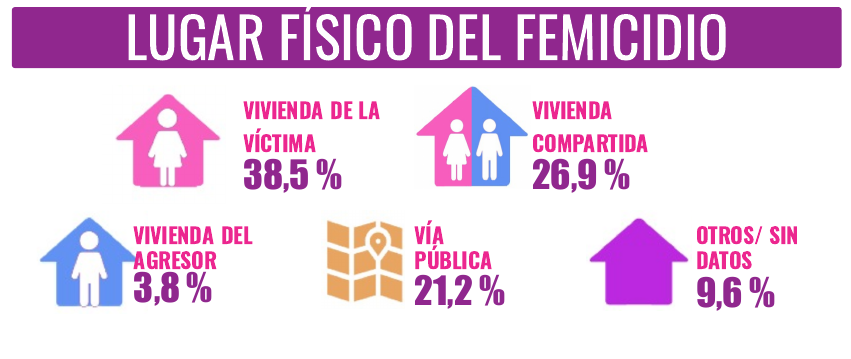 LUGAR FÍSICO DEL FEMICIDIO
VIVIENDA DE LA
VÍCTIMA
38,5 %
VIVIENDA
COMPARTIDA
26,9 %
VIVIENDA DEL
AGRESOR
3,8 %
VÍA
PÚBLICA
21,2 %
OTROS/ SIN
DATOS
9,6 %